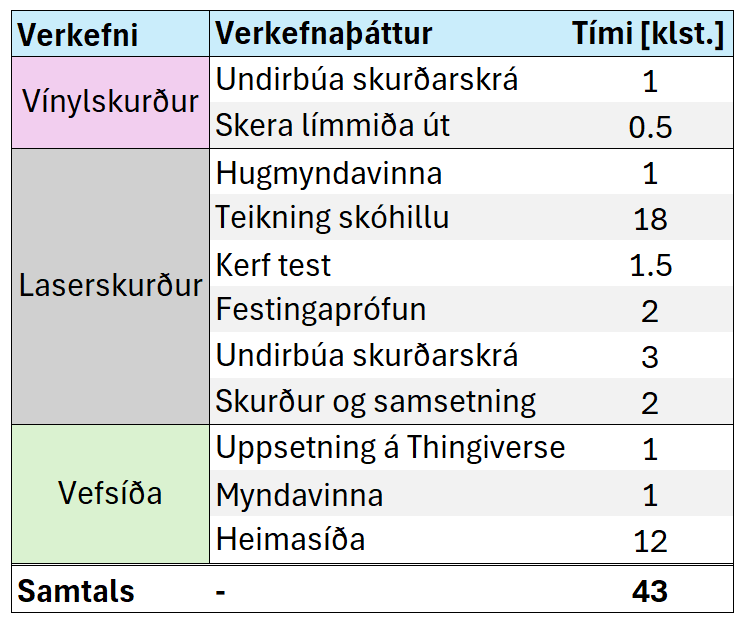 Verkefni Verkefnaþáttur Tími [klst.]
Vínylskurður
Undirbúa skurðarskrá 1
Skera límmiða út 0.5
Laserskurður
Hugmyndavinna 1
Teikning skóhillu 18
Kerf test 1.5
Festingaprófun 2
Undirbúa skurðarskrá 3
Skurður og samsetning 2
Vefsíða
Uppsetning á Thingiverse 1
Myndavinna 1
Heimasíða 12
Samtals - 43